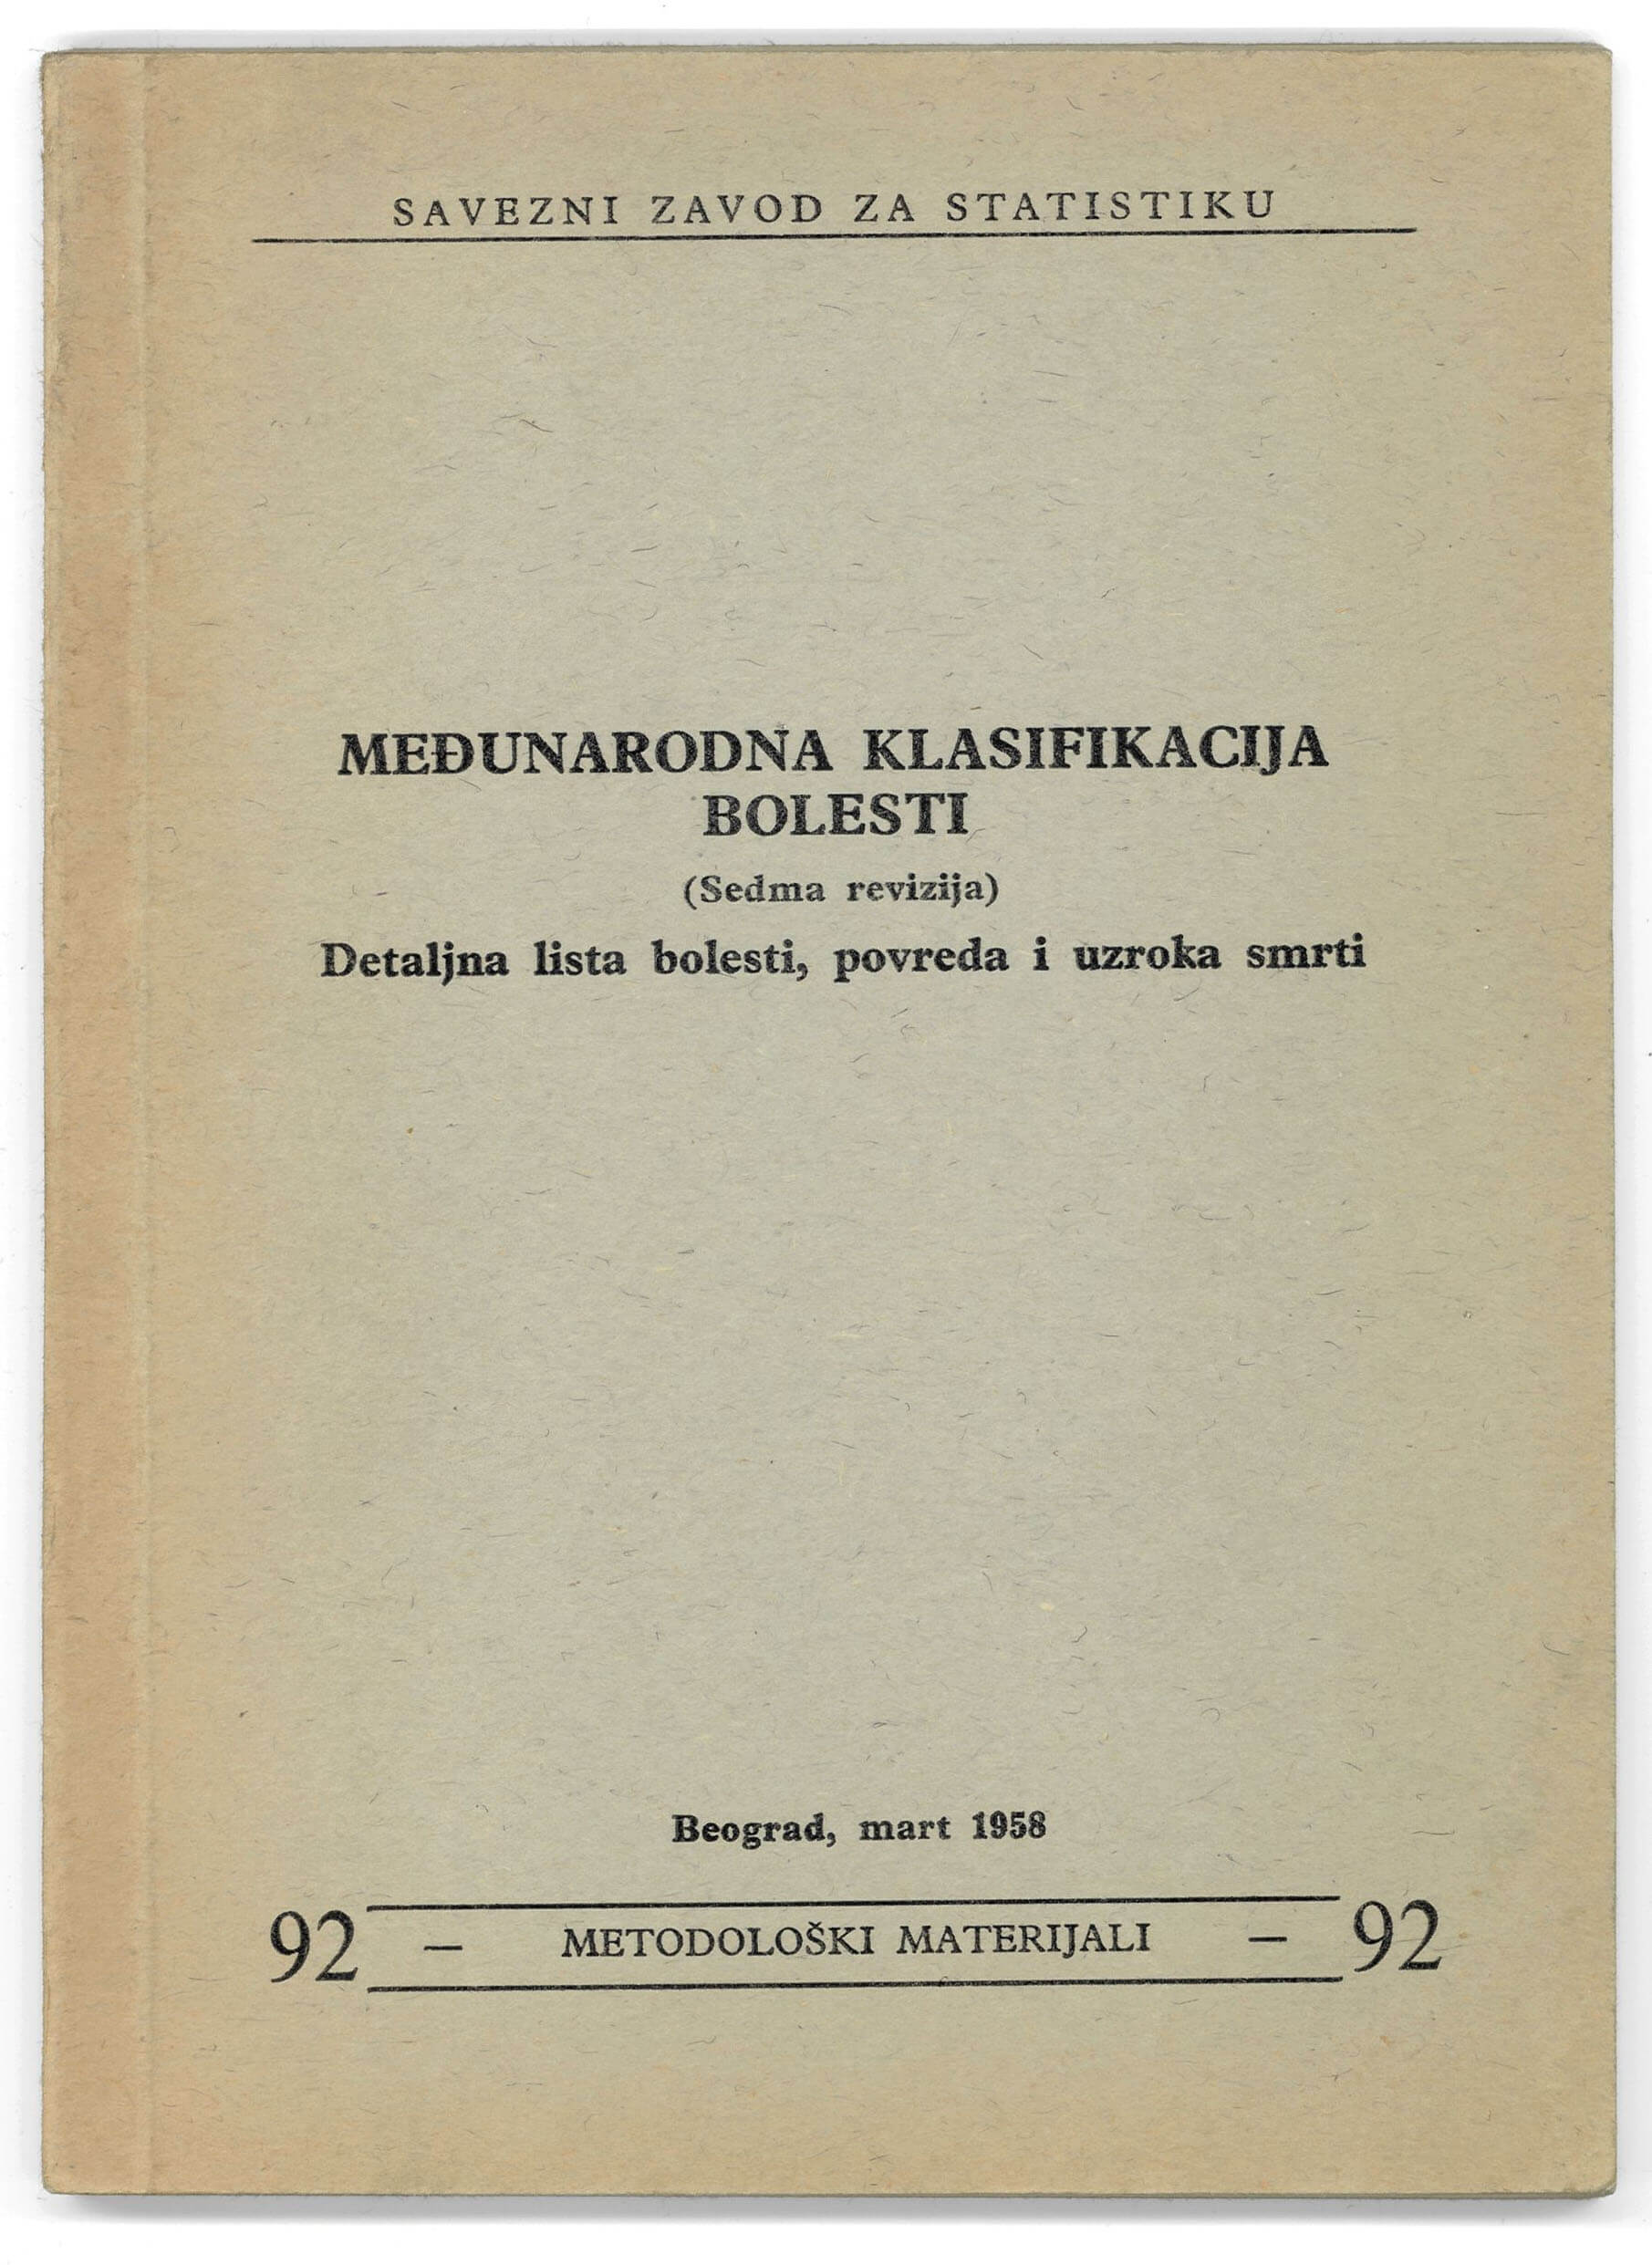 SAVEZNI ZAVOD ZA STATISTIKU
MEĐUNARODNA KLASIFIKACIJA
BOLESTI
(Sedma revizija)
Detaljna lista bolesti, povreda i uzroka smrti
Beograd, mart 1958
92 – METODOLOŠKI MATERIJALI – 92